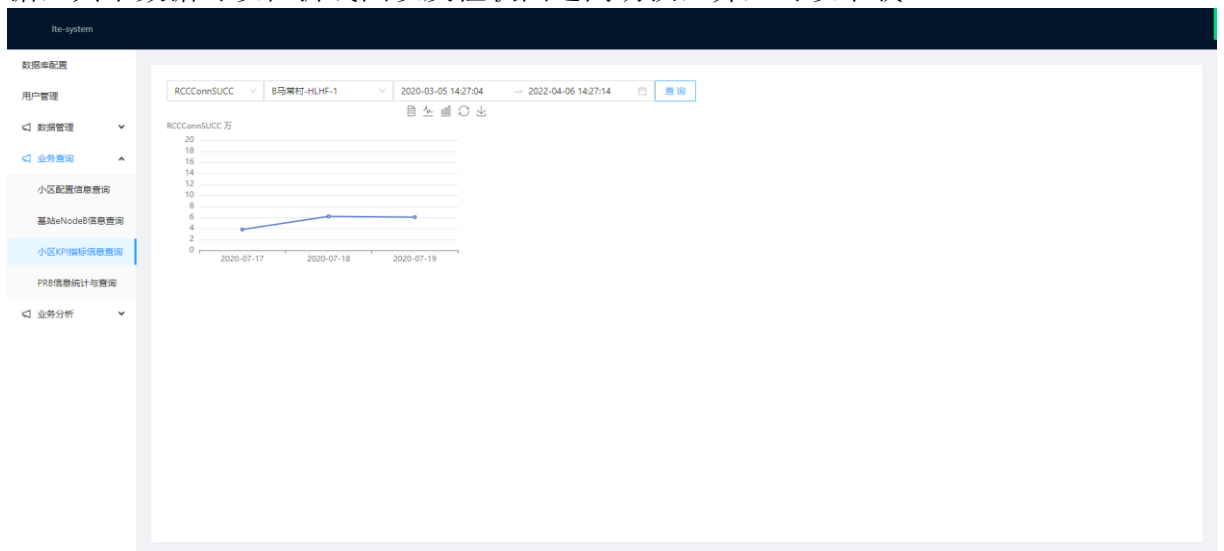 lte-system
数据库配置
用户管理
数据管理
业务查询
小区配置信息查询
基站eNodeB信息查询
小区KPI指标信息查询
PRB信息统计与查询
业务分析
RCCConnSUCC B马常村-HLHF-1 2020-03-05 14:27:04 → 2022-04-06 14:27:14 查 询
RCCConnSUCC 万
20
18
16
14
12
10
8
6
4
2
0
2020-07-17 2020-07-18 2020-07-19